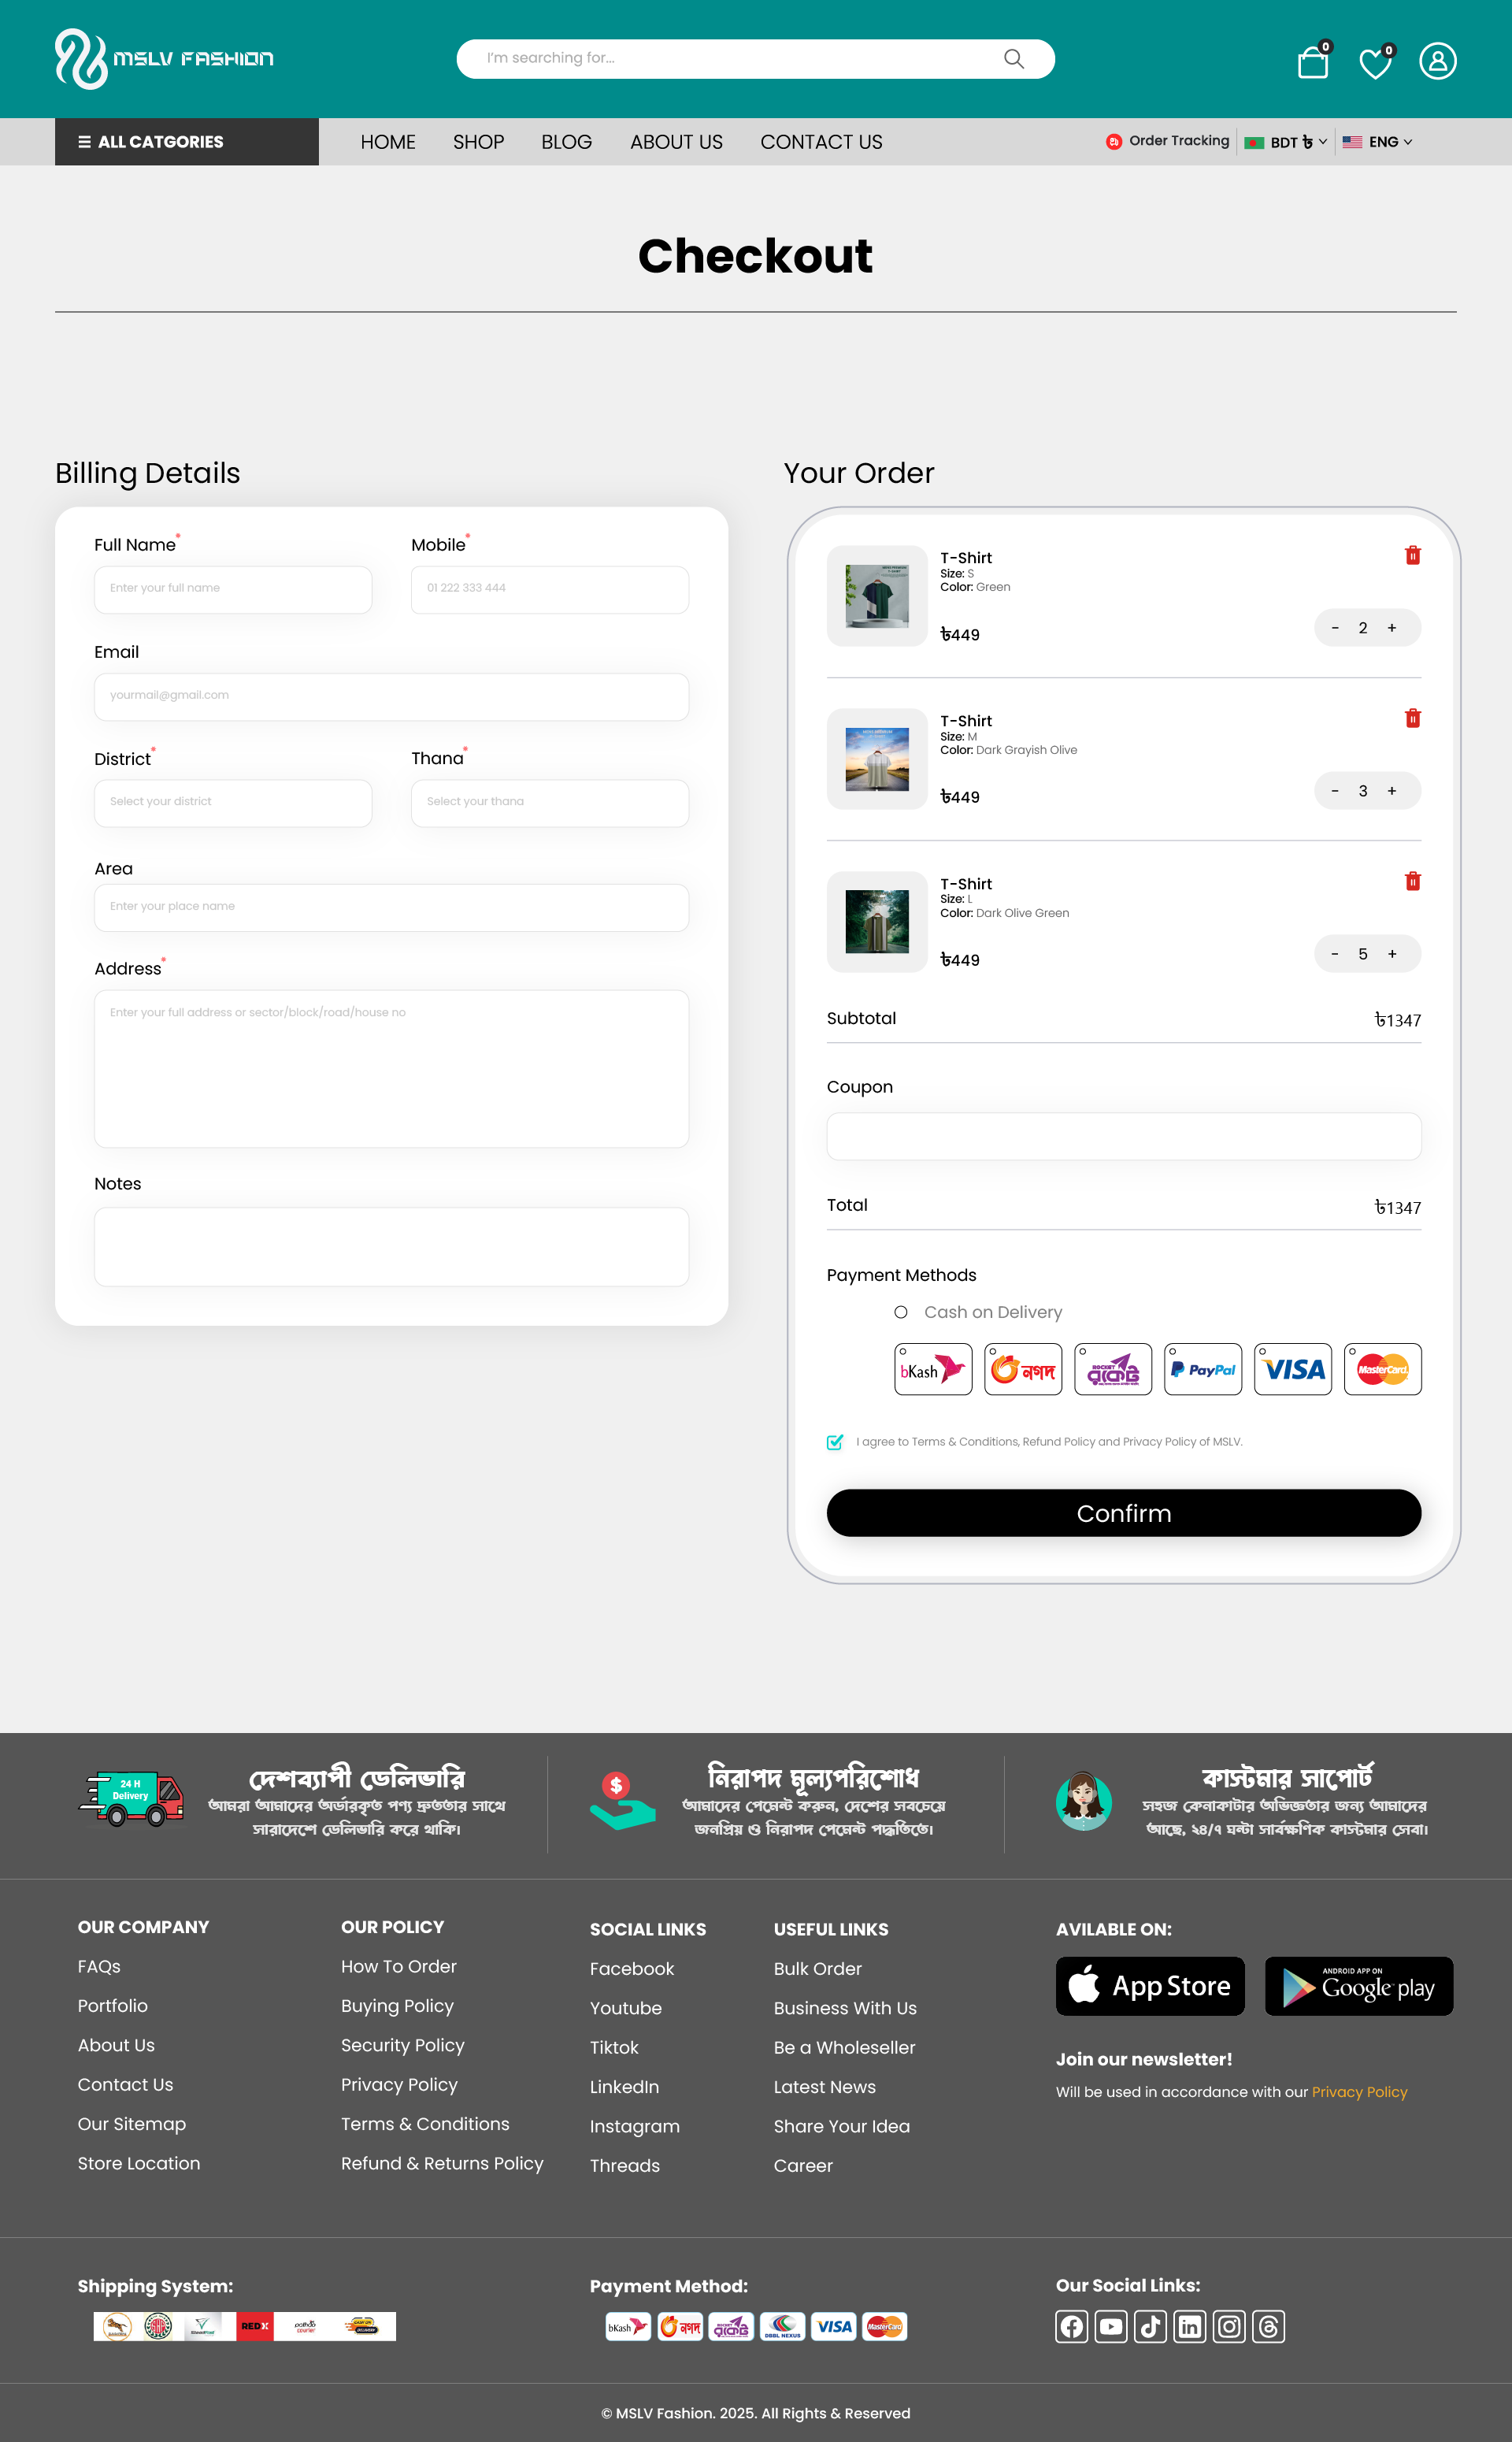 MSLV FASHION
I'm searching for...
0
0
ALL CATGORIES
HOME SHOP BLOG ABOUT US CONTACT US
Order Tracking
BDT ৳
ENG
Checkout
Billing Details
Full Name*
Mobile*
Enter your full name
01 222 333 444
Email
yourmail@gmail.com
District*
Thana*
Select your district
Select your thana
Area
Enter your place name
Address*
Enter your full address or sector/block/road/house no
Notes
Your Order
T-Shirt
Size: S
Color: Green
৳449
- 2 +
T-Shirt
Size: M
Color: Dark Grayish Olive
৳449
- 3 +
T-Shirt
Size: L
Color: Dark Olive Green
৳449
- 5 +
Subtotal ৳1347
Coupon
Total ৳1347
Payment Methods
Cash on Delivery
bKash
নগদ
ROCKET
রকেট
PayPal
VISA
MasterCard
I agree to Terms & Conditions, Refund Policy and Privacy Policy of MSLV.
Confirm
24 H
Delivery
দেশব্যাপী ডেলিভারি
আমরা আমাদের অর্ডারকৃত পণ্য দ্রুততার সাথে
সারাদেশে ডেলিভারি করে থাকি।
$
নিরাপদ মূল্যপরিশোধ
আমাদের পেমেন্ট করুন, দেশের সবচেয়ে
জনপ্রিয় ও নিরাপদ পেমেন্ট পদ্ধতিতে।
কাস্টমার সাপোর্ট
সহজ কেনাকাটার অভিজ্ঞতার জন্য আমাদের
আছে, ২৪/৭ ঘন্টা সার্বক্ষণিক কাস্টমার সেবা।
OUR COMPANY
FAQs
Portfolio
About Us
Contact Us
Our Sitemap
Store Location
OUR POLICY
How To Order
Buying Policy
Security Policy
Privacy Policy
Terms & Conditions
Refund & Returns Policy
SOCIAL LINKS
Facebook
Youtube
Tiktok
LinkedIn
Instagram
Threads
USEFUL LINKS
Bulk Order
Business With Us
Be a Wholeseller
Latest News
Share Your Idea
Career
AVILABLE ON:
App Store
ANDROID APP ON
Google play
Join our newsletter!
Will be used in accordance with our Privacy Policy
Shipping System:
REDX
pathao
courier
Payment Method:
bKash
নগদ
রকেট
DBBL NEXUS
VISA
MasterCard
Our Social Links:
© MSLV Fashion. 2025. All Rights & Reserved